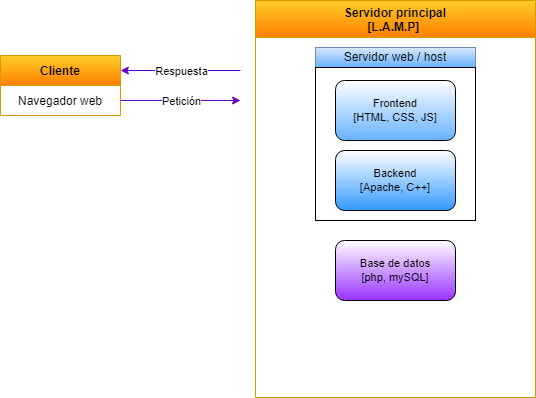 Servidor principal
[L.A.M.P]
Servidor web / host
Cliente
Navegador web
Respuesta
Petición
Frontend
[HTML, CSS, JS]
Backend
[Apache, C++]
Base de datos
[php, mySQL]